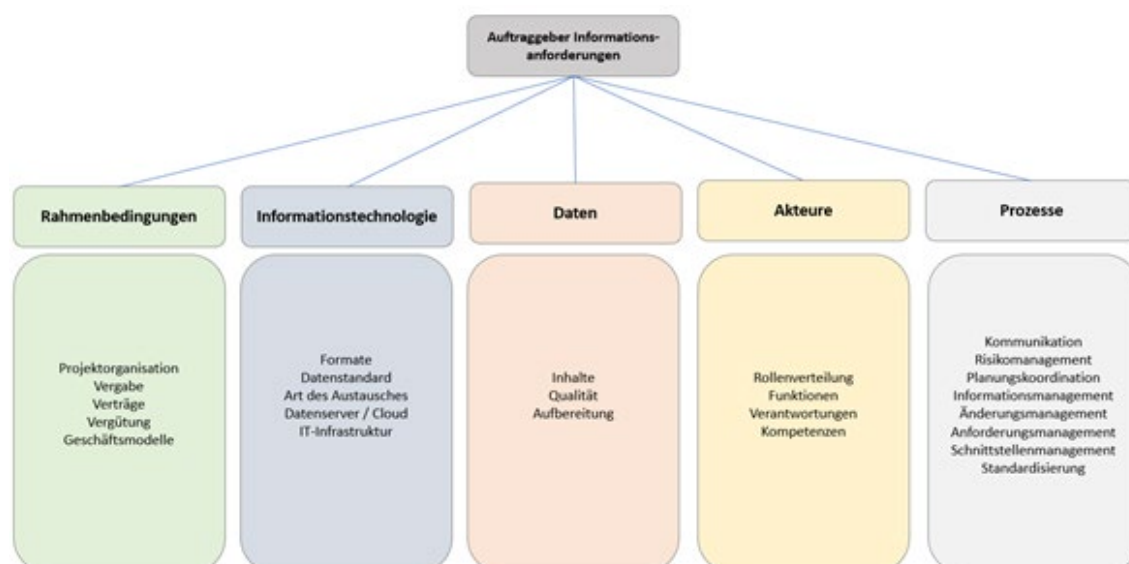 Auftraggeber Informations-
anforderungen
Rahmenbedingungen
Informationstechnologie
Daten
Akteure
Prozesse
Projektorganisation
Vergabe
Verträge
Vergütung
Geschäftsmodelle
Formate
Datenstandard
Art des Austausches
Datenserver / Cloud
IT-Infrastruktur
Inhalte
Qualität
Aufbereitung
Rollenverteilung
Funktionen
Verantwortungen
Kompetenzen
Kommunikation
Risikomanagement
Planungskoordination
Informationsmanagement
Änderungsmanagement
Anforderungsmanagement
Schnittstellenmanagement
Standardisierung